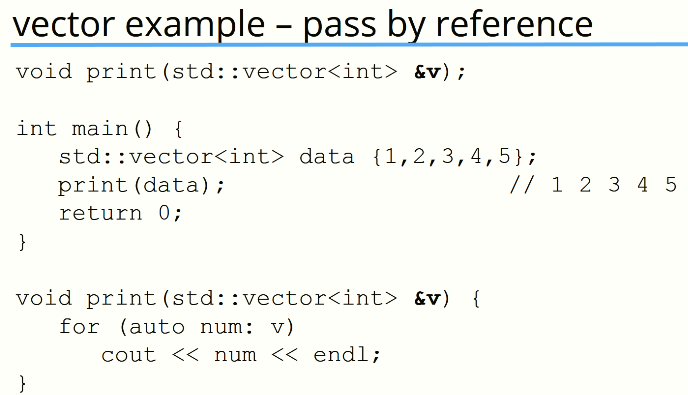 vector example – pass by reference
void print(std::vector<int> &v);
int main() {
std::vector<int> data {1,2,3,4,5};
print(data); // 1 2 3 4 5
return 0;
}
void print(std::vector<int> &v) {
for (auto num: v)
cout << num << endl;
}